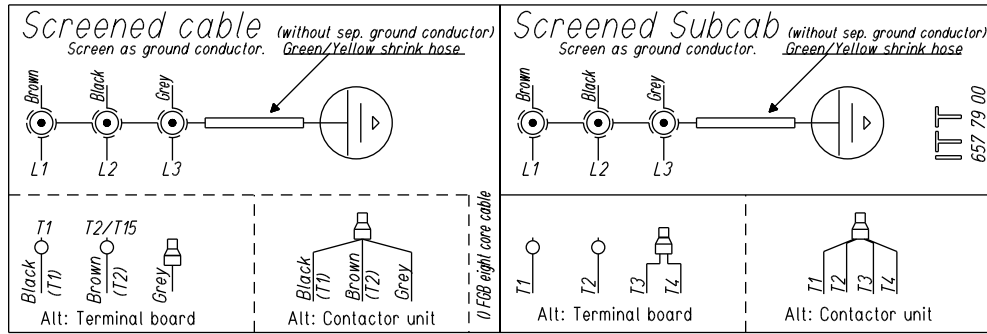 Screened cable (without sep. ground conductor)
Screen as ground conductor. Green/Yellow shrink hose
Brown
Black
Grey
L1
L2
L3
T1
T2/T15
Black
(T1)
Brown
(T2)
Grey
Alt: Terminal board
Black
(T1)
Brown
(T2)
Grey
Alt: Contactor unit
() FGB eight core cable
Screened Subcab (without sep. ground conductor)
Screen as ground conductor. Green/Yellow shrink hose
Brown
Black
Grey
L1
L2
L3
ITT
657 79 00
T1
T2
T3
T4
Alt: Terminal board
T1
T2
T3
T4
Alt: Contactor unit